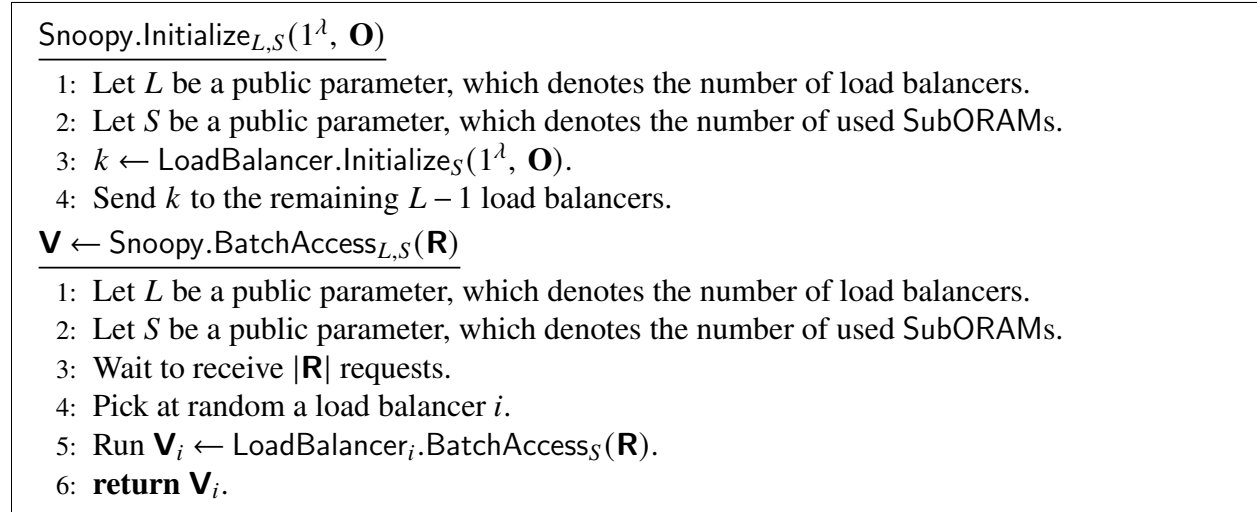 Snoopy.Initialize_{L,S}(1^λ, O)
1: Let L be a public parameter, which denotes the number of load balancers.
2: Let S be a public parameter, which denotes the number of used SubORAMs.
3: k ← LoadBalancer.Initialize_S(1^λ, O).
4: Send k to the remaining L − 1 load balancers.
V ← Snoopy.BatchAccess_{L,S}(R)
1: Let L be a public parameter, which denotes the number of load balancers.
2: Let S be a public parameter, which denotes the number of used SubORAMs.
3: Wait to receive |R| requests.
4: Pick at random a load balancer i.
5: Run V_i ← LoadBalancer_i.BatchAccess_S(R).
6: return V_i.